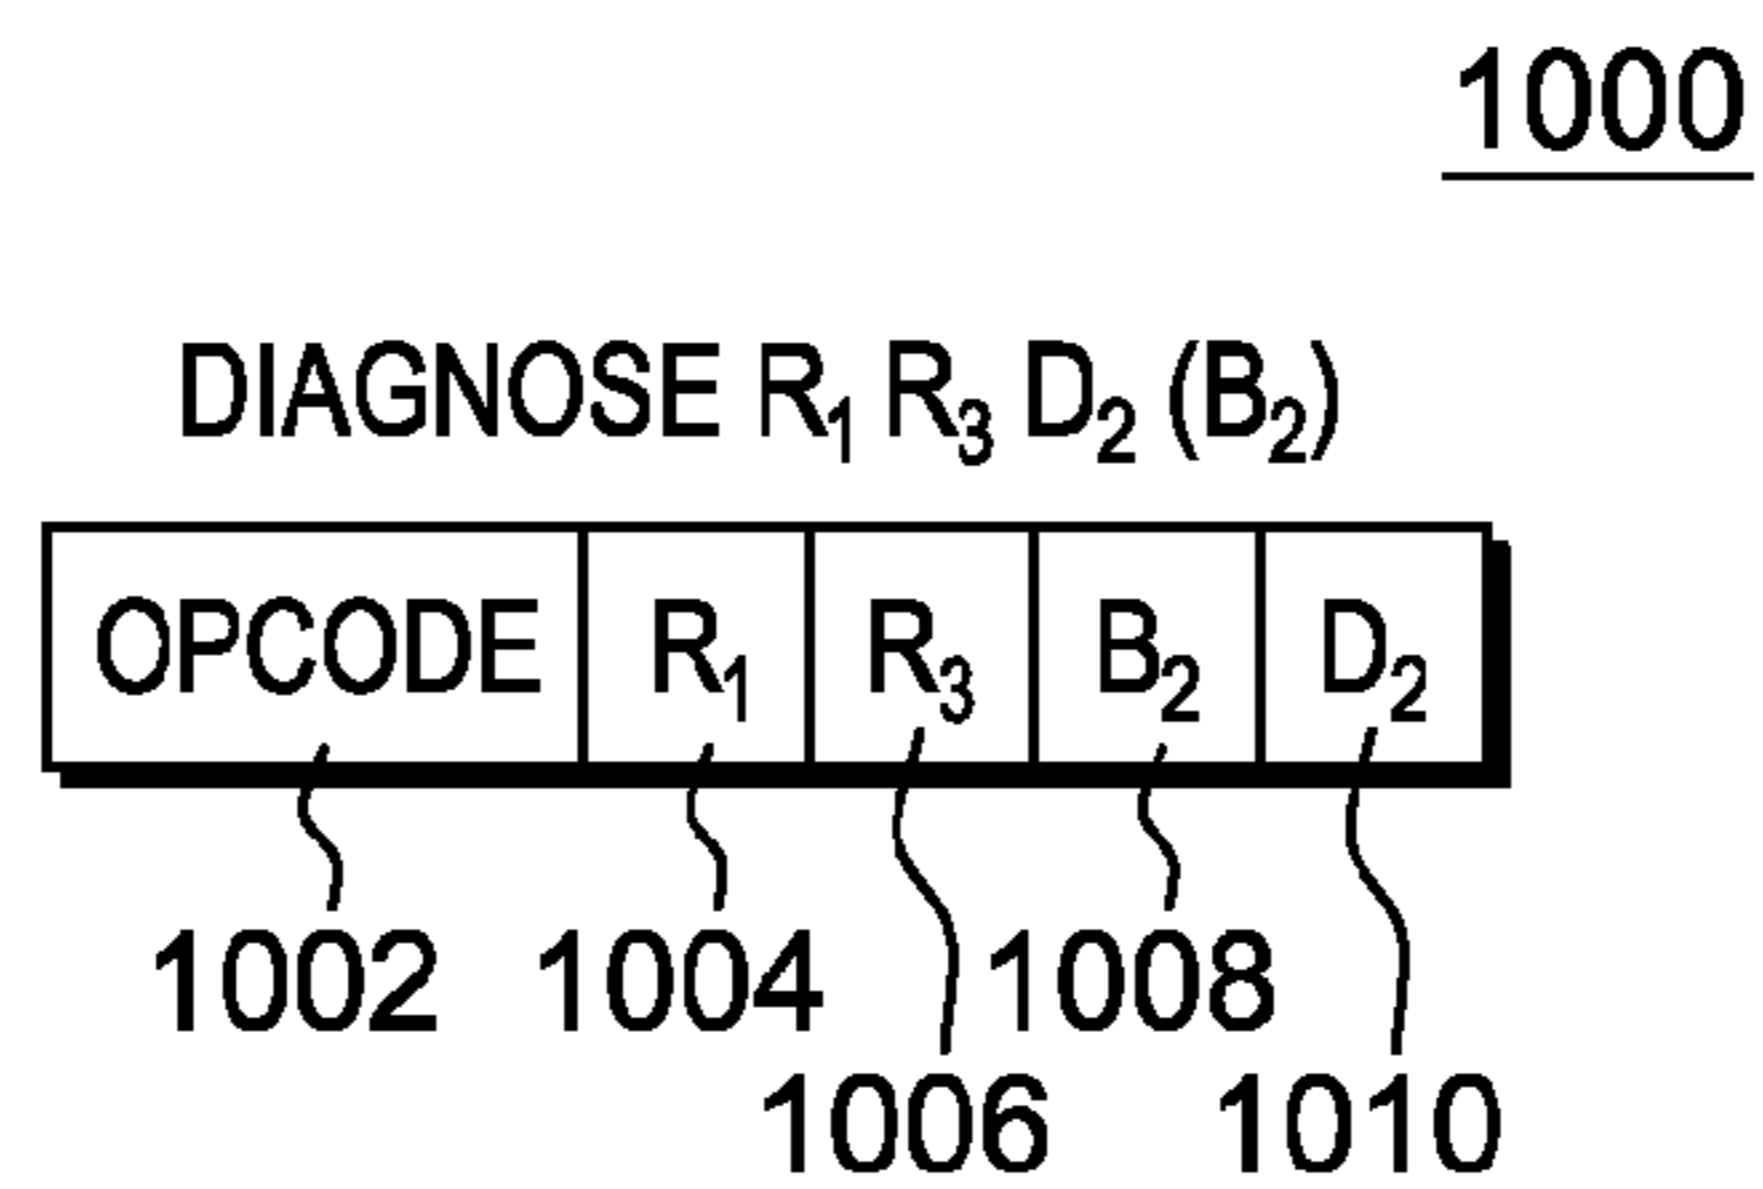 1000
DIAGNOSE R₁ R₃ D₂ (B₂)
OPCODE R₁ R₃ B₂ D₂
1002 1004 1008
1006 1010